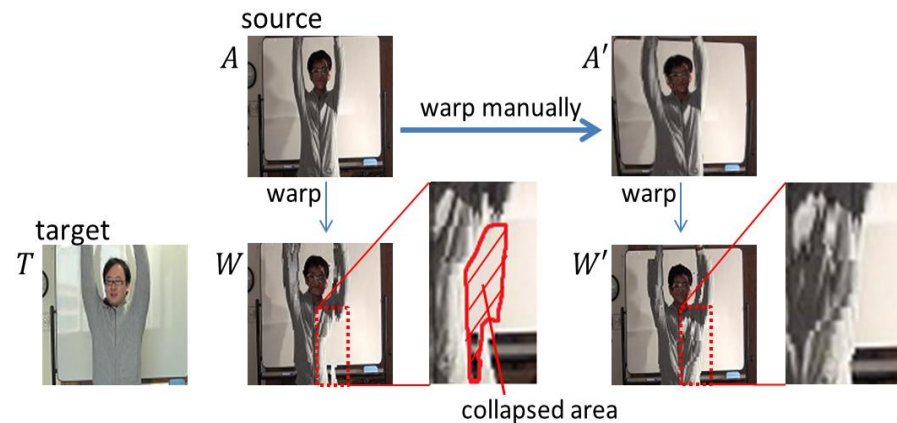 source
A
A′
warp manually
warp
warp
target
T
W
W′
collapsed area